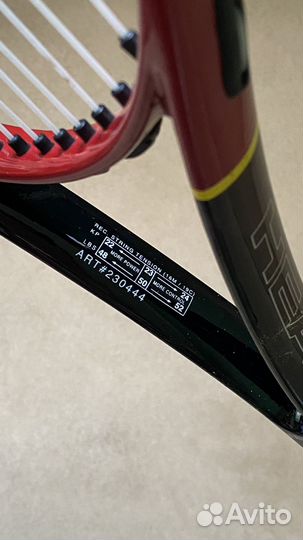 REC. STRING TENSION (16M / 19C)
KP 22 ← 23 → 24
MORE POWER MORE CONTROL
LBS 48 ← 50 → 52
ART#230444
HEA
Avito